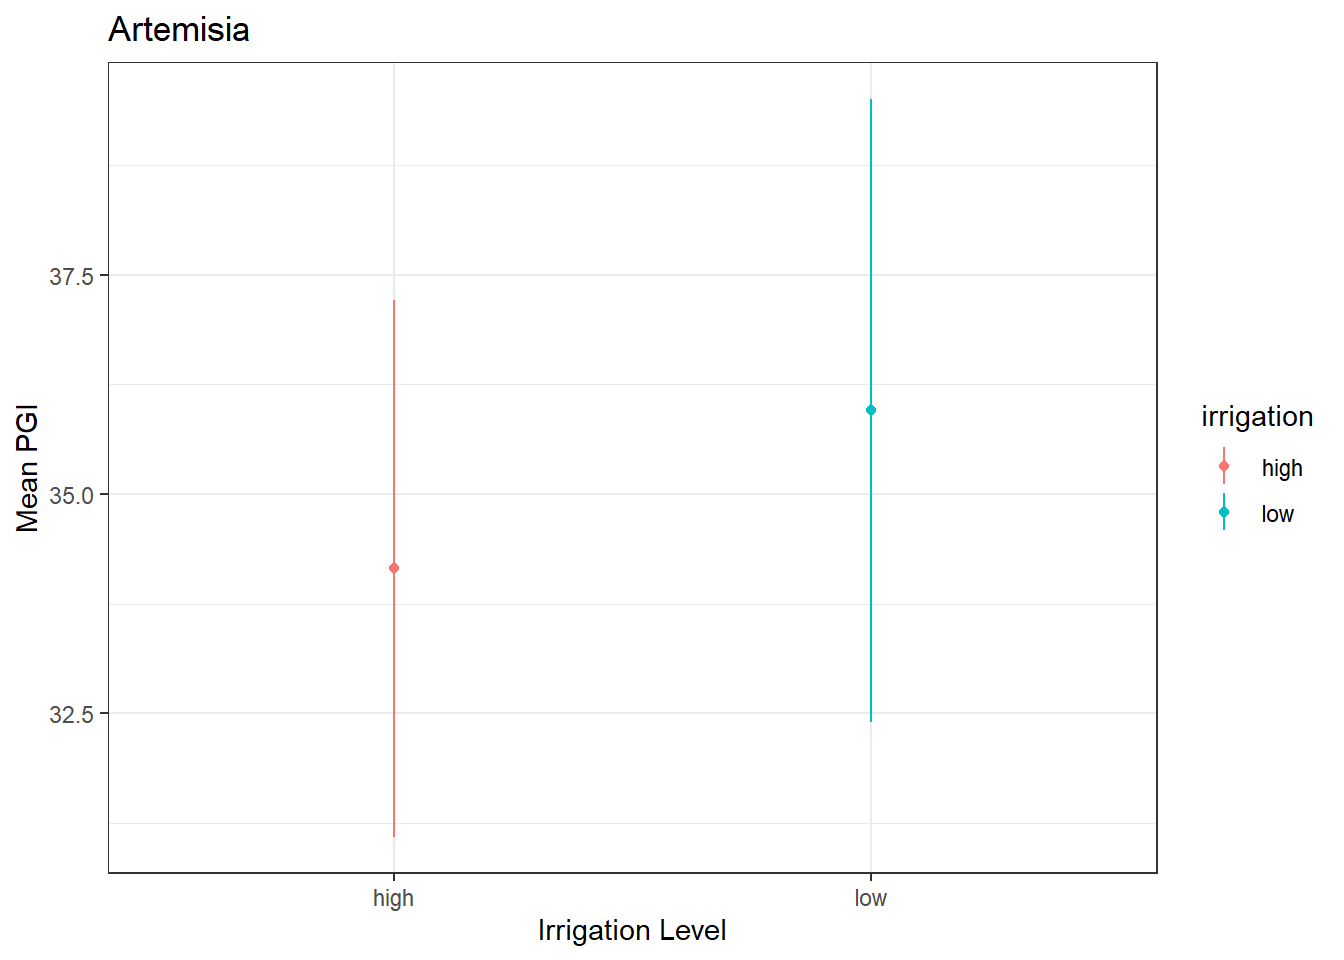 Artemisia
Mean PGI
37.5
35.0
32.5
high
low
Irrigation Level
irrigation
high
low